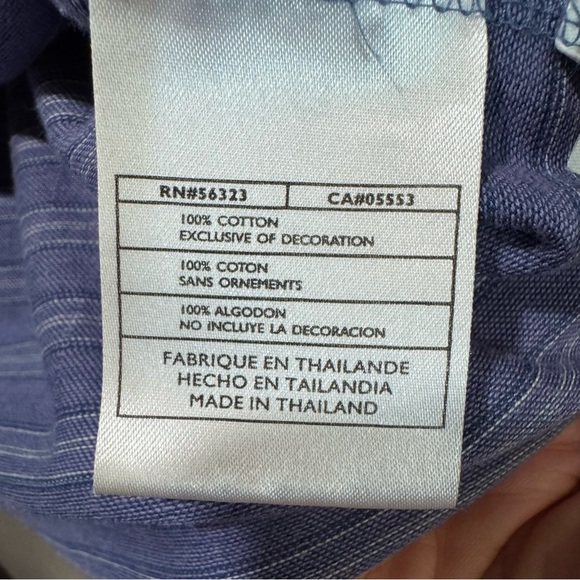 RN#56323 CA#05553
100% COTTON
EXCLUSIVE OF DECORATION
100% COTON
SANS ORNEMENTS
100% ALGODON
NO INCLUYE LA DECORACION
FABRIQUE EN THAILANDE
HECHO EN TAILANDIA
MADE IN THAILAND